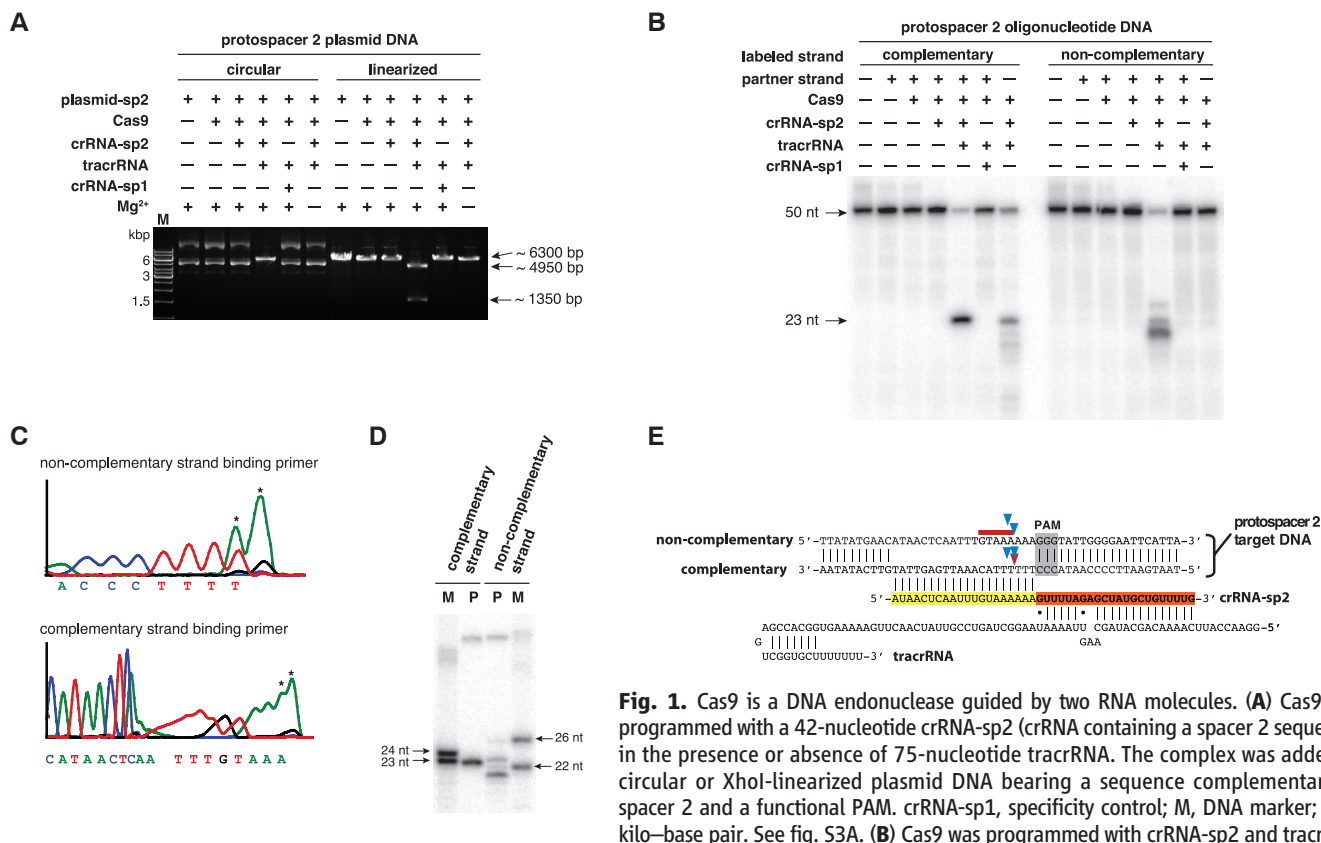 A
protospacer 2 plasmid DNA
circular linearized
plasmid-sp2 + + + + + + + + + + + +
Cas9 — + + + + + — + + + + +
crRNA-sp2 — — + + — + — — + + — +
tracrRNA — — — + + + — — — + + +
crRNA-sp1 — — — — + — — — — — + —
Mg2+ + + + + + — + + + + + —
M
kbp
6
3
1.5
~ 6300 bp
~ 4950 bp
~ 1350 bp
B
protospacer 2 oligonucleotide DNA
labeled strand complementary non-complementary
partner strand — + + + + + — — + + + + + —
Cas9 — — + + + + + — — + + + + +
crRNA-sp2 — — — + + — + — — — + + — +
tracrRNA — — — — + + + — — — — + + +
crRNA-sp1 — — — — — + — — — — — — + —
50 nt
23 nt
C
non-complementary strand binding primer
* *
A C C C T T T T
complementary strand binding primer
* *
C A T A A C T C A A T T T G T A A A
D
complementary strand
non-complementary strand
M P P M
24 nt
23 nt
26 nt
22 nt
E
PAM
protospacer 2 target DNA
non-complementary 5'-TTATATGAACATAACTCAATTTGTAAAAAAGGGTATTGGGGAATTCATTA-3'
complementary 3'-AATATACTTGTATTGAGTTAAACATTTTTTCCCATAACCCCTTAAGTAAT-5'
5'-AUAACUCAAUUUGUAAAAAAGUUUUAGAGCUAUGCUGUUUUG-3' crRNA-sp2
AGCCACGGUGAAAAAGUUCAACUAUUGCCUGAUCGGAAUAAAAUU CGAUACGACAAAACUUACCAAGG-5'
G GAA
UCGGUGCUUUUUUU-3' tracrRNA
Fig. 1. Cas9 is a DNA endonuclease guided by two RNA molecules. (A) Cas9
programmed with a 42-nucleotide crRNA-sp2 (crRNA containing a spacer 2 seque
in the presence or absence of 75-nucleotide tracrRNA. The complex was adde
circular or XhoI-linearized plasmid DNA bearing a sequence complementar
spacer 2 and a functional PAM. crRNA-sp1, specificity control; M, DNA marker;
kilo–base pair. See fig. S3A. (B) Cas9 was programmed with crRNA-sp2 and tracr